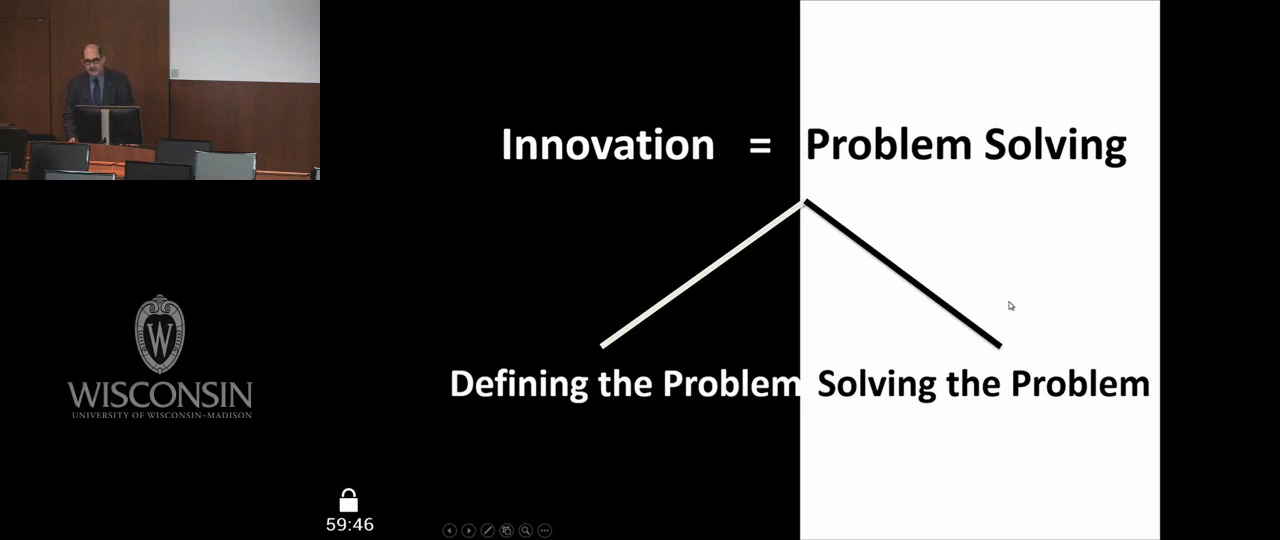 Innovation = Problem Solving
Defining the Problem Solving the Problem
W
WISCONSIN
UNIVERSITY OF WISCONSIN–MADISON
59:46